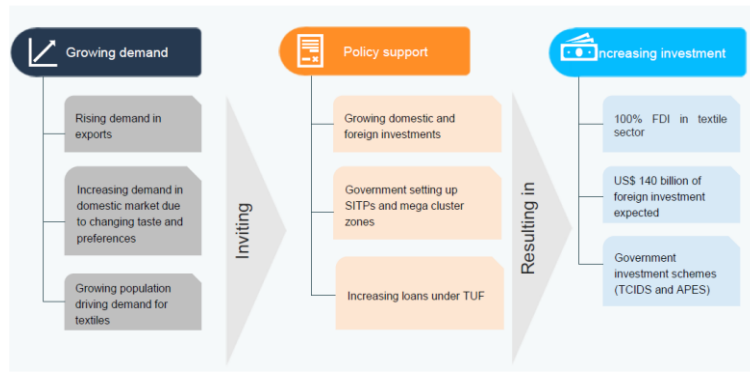 Growing demand
Rising demand in
exports
Increasing demand in
domestic market due
to changing taste and
preferences
Growing population
driving demand for
textiles
Inviting
Policy support
Growing domestic and
foreign investments
Government setting up
SITPs and mega cluster
zones
Increasing loans under TUF
Resulting in
ncreasing investment
100% FDI in textile
sector
US$ 140 billion of
foreign investment
expected
Government
investment schemes
(TCIDS and APES)